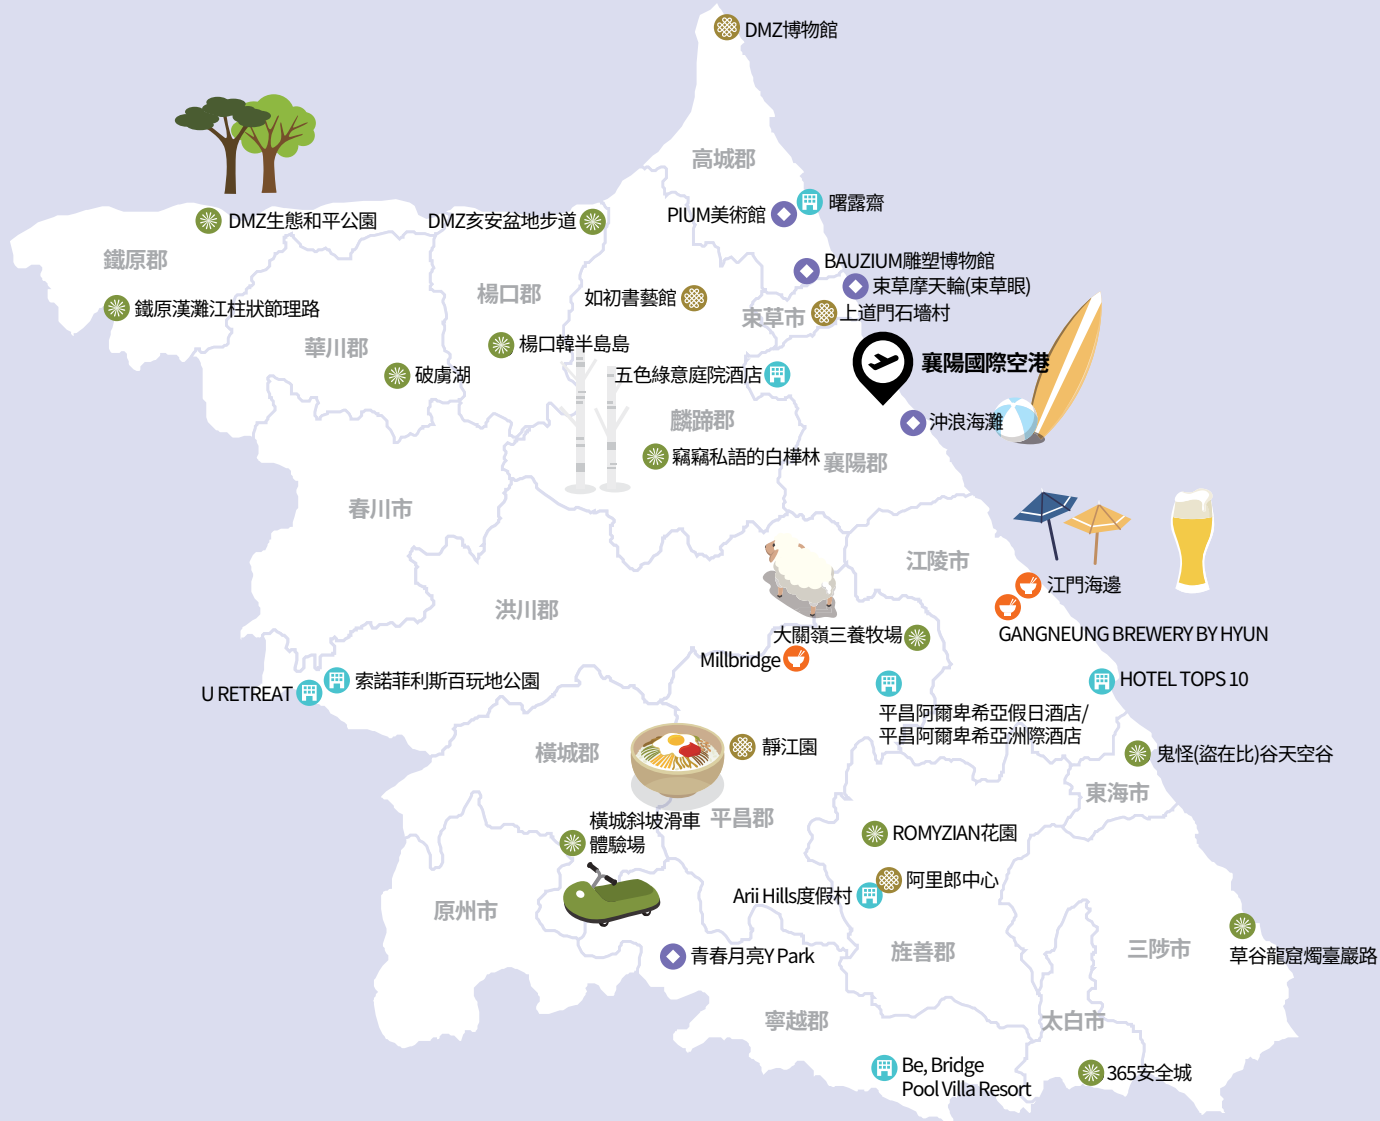 DMZ博物館
高城郡
PIUM美術館
曙露齋
DMZ生態和平公園
DMZ亥安盆地步道
鐵原郡
BAUZIUM雕塑博物館
束草摩天輪(束草眼)
楊口郡
如初書藝館
鐵原漢灘江柱狀節理路
束草市
上道門石墻村
華川郡
楊口韓半島島
襄陽國際空港
破虜湖
五色綠意庭院酒店
麟蹄郡
沖浪海灘
竊竊私語的白樺林
襄陽郡
春川市
江陵市
江門海邊
洪川郡
大關嶺三養牧場
GANGNEUNG BREWERY BY HYUN
Millbridge
索諾菲利斯百玩地公園
U RETREAT
HOTEL TOPS 10
平昌阿爾卑希亞假日酒店/
平昌阿爾卑希亞洲際酒店
橫城郡
靜江園
鬼怪(盜在比)谷天空谷
東海市
橫城斜坡滑車
體驗場
平昌郡
ROMYZIAN花園
阿里郎中心
Arii Hills度假村
原州市
旌善郡
三陟市
青春月亮Y Park
草谷龍窟燭臺巖路
寧越郡
太白市
Be, Bridge
Pool Villa Resort
365安全城